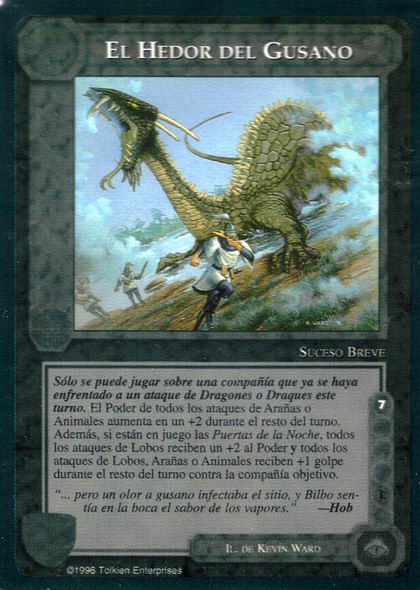 El Hedor del Gusano
Suceso Breve
Sólo se puede jugar sobre una compañía que ya se haya
enfrentado a un ataque de Dragones o Draques este
turno. El Poder de todos los ataques de Arañas o
Animales aumenta en un +2 durante el resto del turno.
Además, si están en juego las Puertas de la Noche, todos
los ataques de Lobos reciben un +2 al Poder y todos los
ataques de Lobos, Arañas o Animales reciben +1 golpe
durante el resto del turno contra la compañía objetivo.
"... pero un olor a gusano infectaba el sitio, y Bilbo sen-
tía en la boca el sabor de los vapores." —Hob
7
F
Il. de Kevin Ward
©1996 Tolkien Enterprises